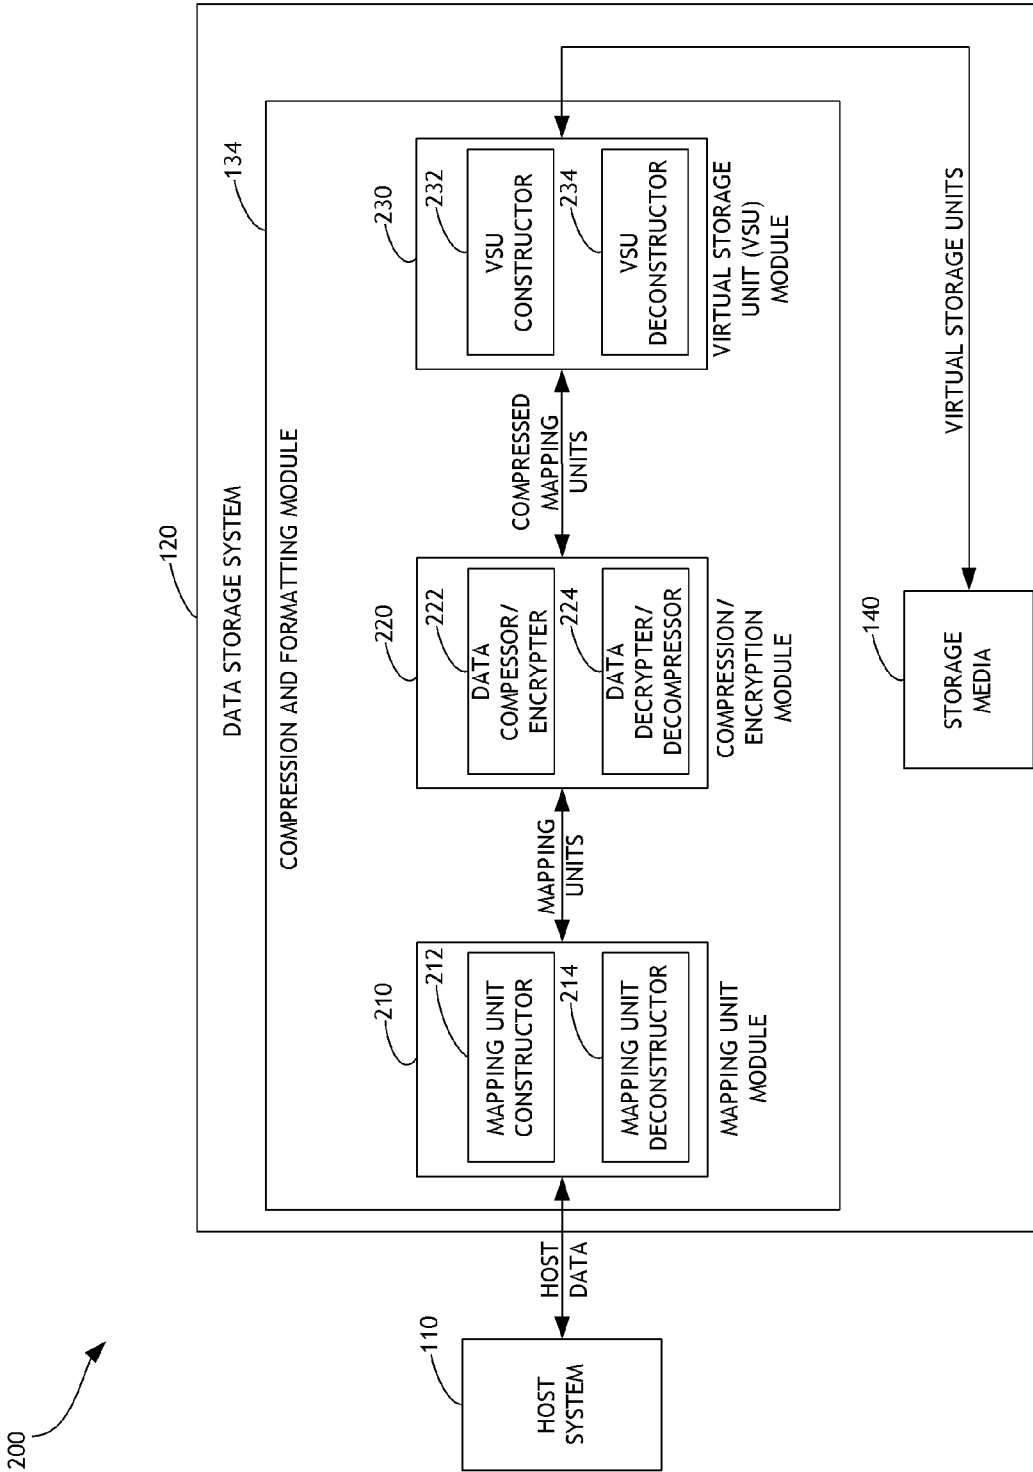 200
120
DATA STORAGE SYSTEM
134
COMPRESSION AND FORMATTING MODULE
110
HOST
SYSTEM
HOST
DATA
210
212
MAPPING UNIT
CONSTRUCTOR
214
MAPPING UNIT
DECONSTRUCTOR
MAPPING UNIT
MODULE
MAPPING
UNITS
220
222
DATA
COMPESSOR/
ENCRYPTER
224
DATA
DECRYPTER/
DECOMPRESSOR
COMPRESSION/
ENCRYPTION
MODULE
COMPRESSED
MAPPING
UNITS
230
232
VSU
CONSTRUCTOR
234
VSU
DECONSTRUCTOR
VIRTUAL STORAGE
UNIT (VSU)
MODULE
140
STORAGE
MEDIA
VIRTUAL STORAGE UNITS